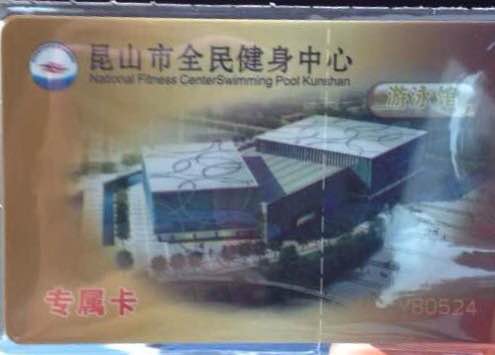 昆山市全民健身中心
National Fitness CenterSwimming Pool Kunshan
游泳馆
专属卡
Y80524